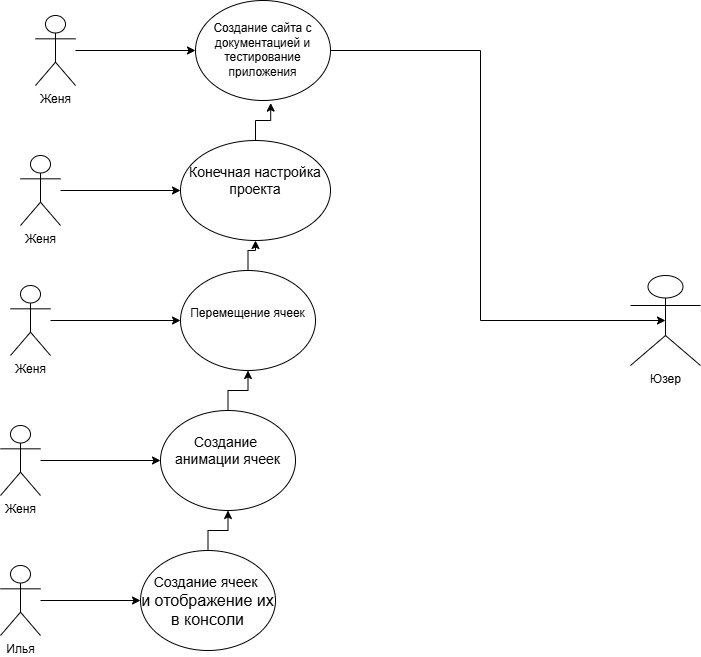 Создание сайта с
документацией и
тестирование
приложения
Женя
Конечная настройка
проекта
Женя
Перемещение ячеек
Женя
Юзер
Создание
анимации ячеек
Женя
Создание ячеек
и отображение их
в консоли
Илья